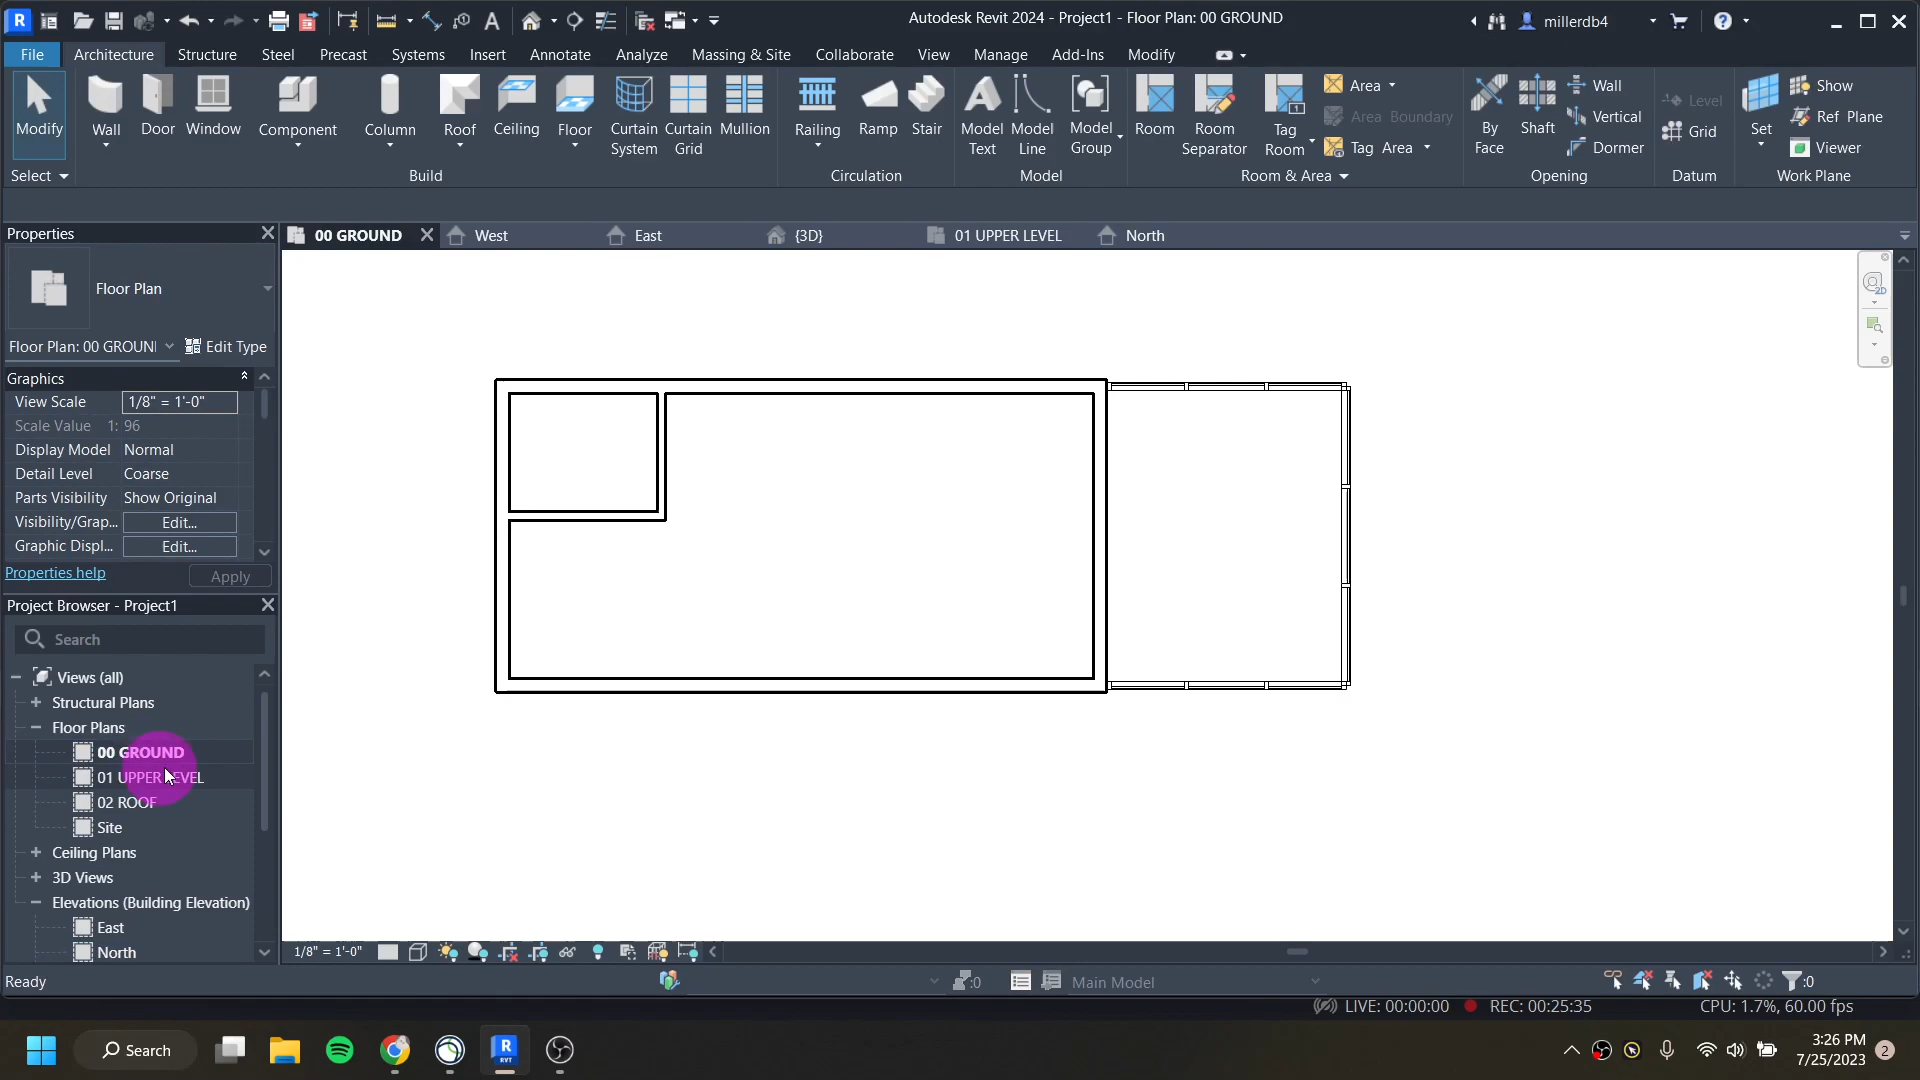 Autodesk Revit 2024 - Project1 - Floor Plan: 00 GROUND
millerdb4
File Architecture Structure Steel Precast Systems Insert Annotate Analyze Massing & Site Collaborate View Manage Add-Ins Modify
Modify
Wall
Door
Window
Component
Column
Roof
Ceiling
Floor
Curtain System
Curtain Grid
Mullion
Railing
Ramp
Stair
Model Text
Model Line
Model Group
Room
Room Separator
Tag Room
Area
Area Boundary
Tag Area
By Face
Shaft
Wall
Vertical
Dormer
Level
Grid
Set
Show
Ref Plane
Viewer
Select
Build
Circulation
Model
Room & Area
Opening
Datum
Work Plane
Properties
00 GROUND
West
East
{3D}
01 UPPER LEVEL
North
Floor Plan
Floor Plan: 00 GROUN
Edit Type
Graphics
View Scale 1/8" = 1'-0"
Scale Value 1: 96
Display Model Normal
Detail Level Coarse
Parts Visibility Show Original
Visibility/Grap... Edit...
Graphic Displ... Edit...
Properties help
Apply
Project Browser - Project1
Search
Views (all)
Structural Plans
Floor Plans
00 GROUND
01 UPPER LEVEL
02 ROOF
Site
Ceiling Plans
3D Views
Elevations (Building Elevation)
East
North
1/8" = 1'-0"
2D
Ready
:0
Main Model
:0
LIVE: 00:00:00
REC: 00:25:35
CPU: 1.7%, 60.00 fps
Search
R
RVT
3:26 PM
7/25/2023
2